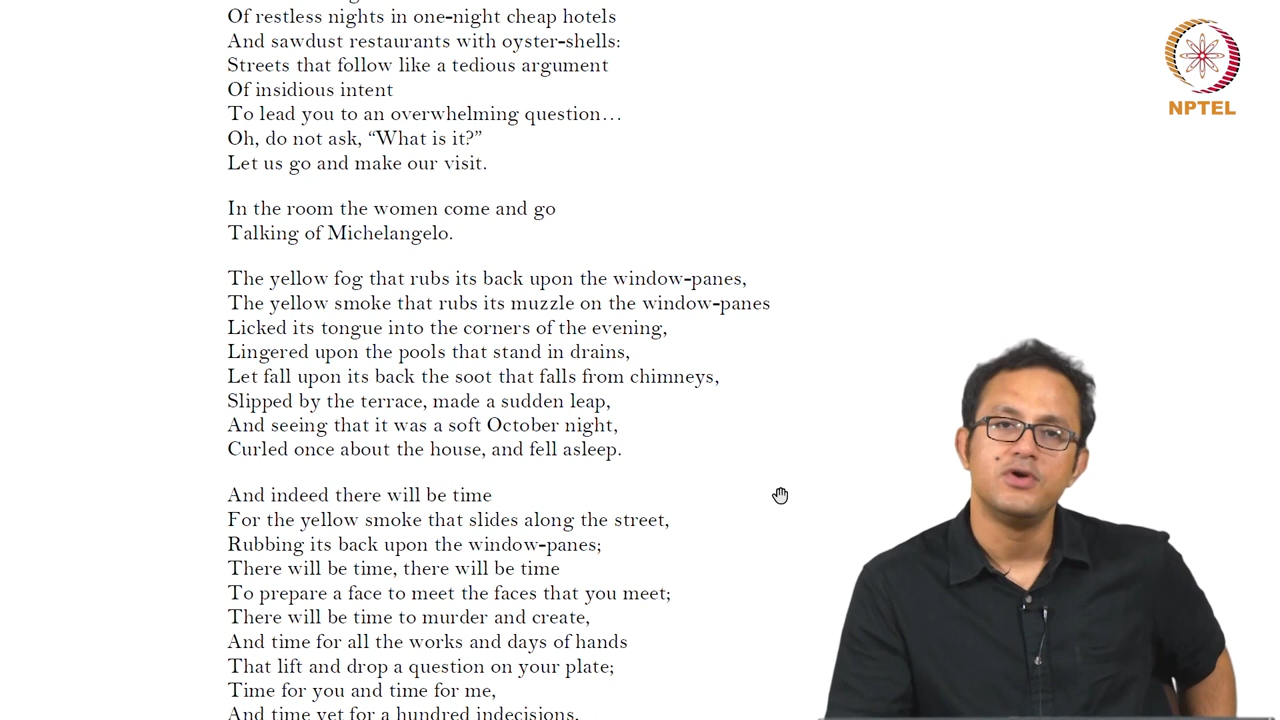 Of restless nights in one-night cheap hotels
And sawdust restaurants with oyster-shells:
Streets that follow like a tedious argument
Of insidious intent
To lead you to an overwhelming question…
Oh, do not ask, “What is it?”
Let us go and make our visit.
In the room the women come and go
Talking of Michelangelo.
The yellow fog that rubs its back upon the window-panes,
The yellow smoke that rubs its muzzle on the window-panes
Licked its tongue into the corners of the evening,
Lingered upon the pools that stand in drains,
Let fall upon its back the soot that falls from chimneys,
Slipped by the terrace, made a sudden leap,
And seeing that it was a soft October night,
Curled once about the house, and fell asleep.
And indeed there will be time
For the yellow smoke that slides along the street,
Rubbing its back upon the window-panes;
There will be time, there will be time
To prepare a face to meet the faces that you meet;
There will be time to murder and create,
And time for all the works and days of hands
That lift and drop a question on your plate;
Time for you and time for me,
And time yet for a hundred indecisions,
NPTEL